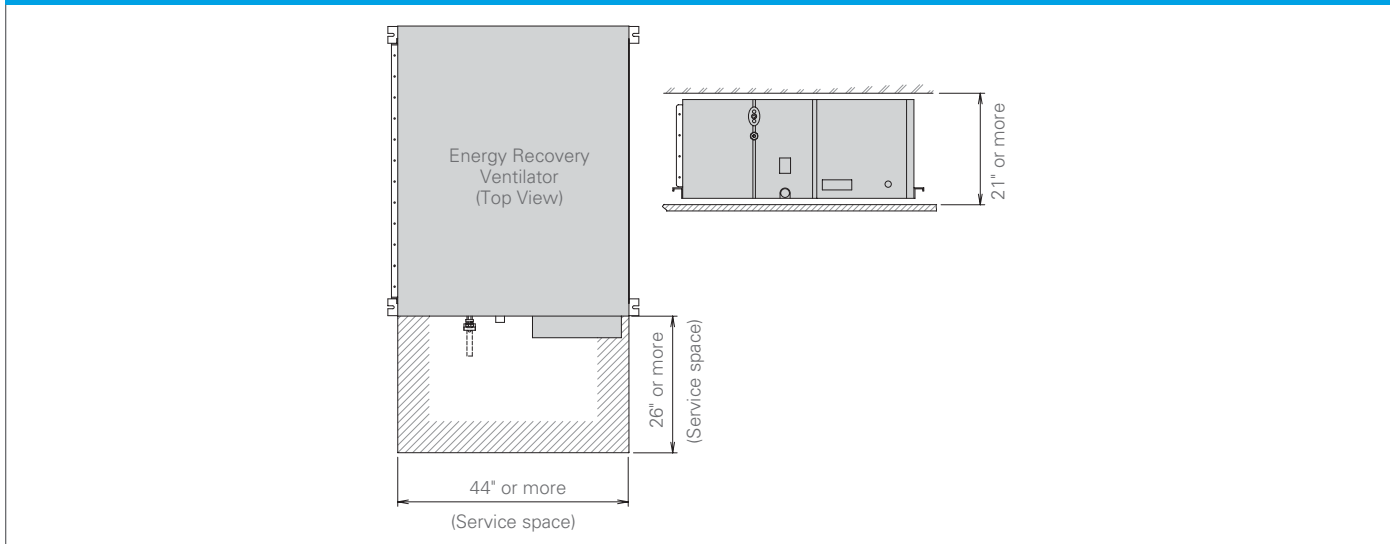 Energy Recovery
Ventilator
(Top View)
21" or more
26" or more
(Service space)
44" or more
(Service space)